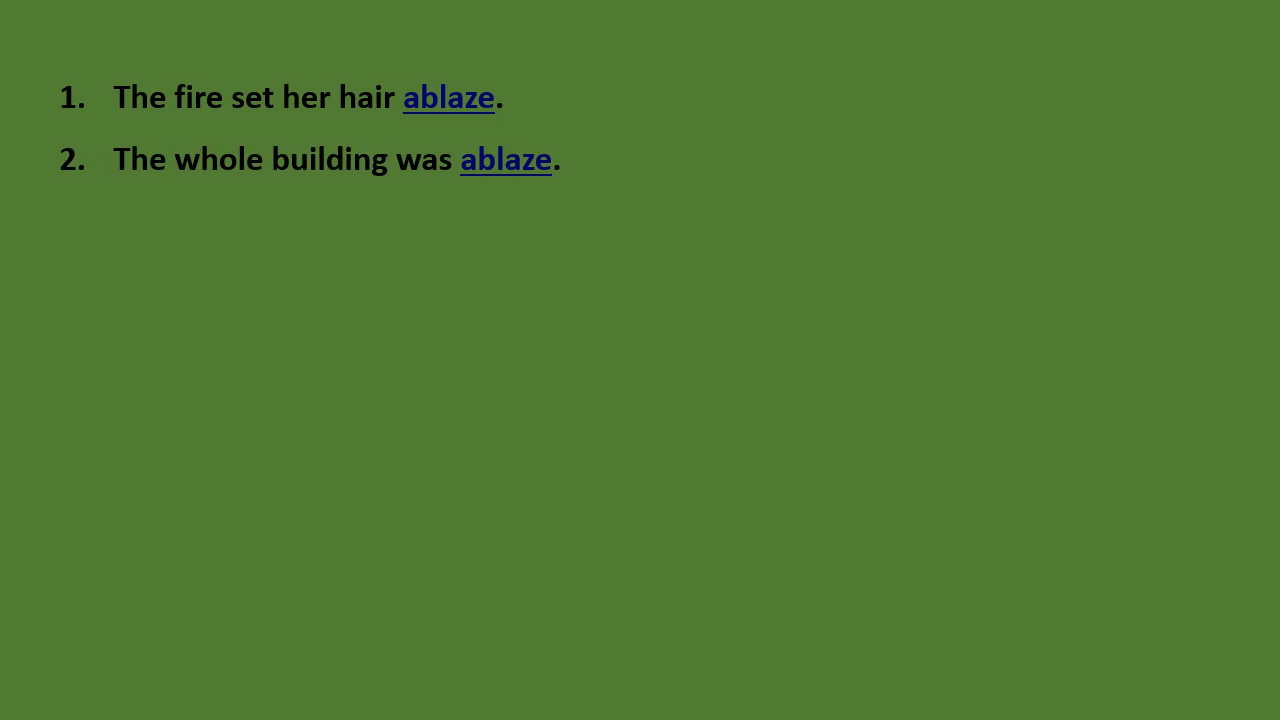 1. The fire set her hair ablaze.
2. The whole building was ablaze.